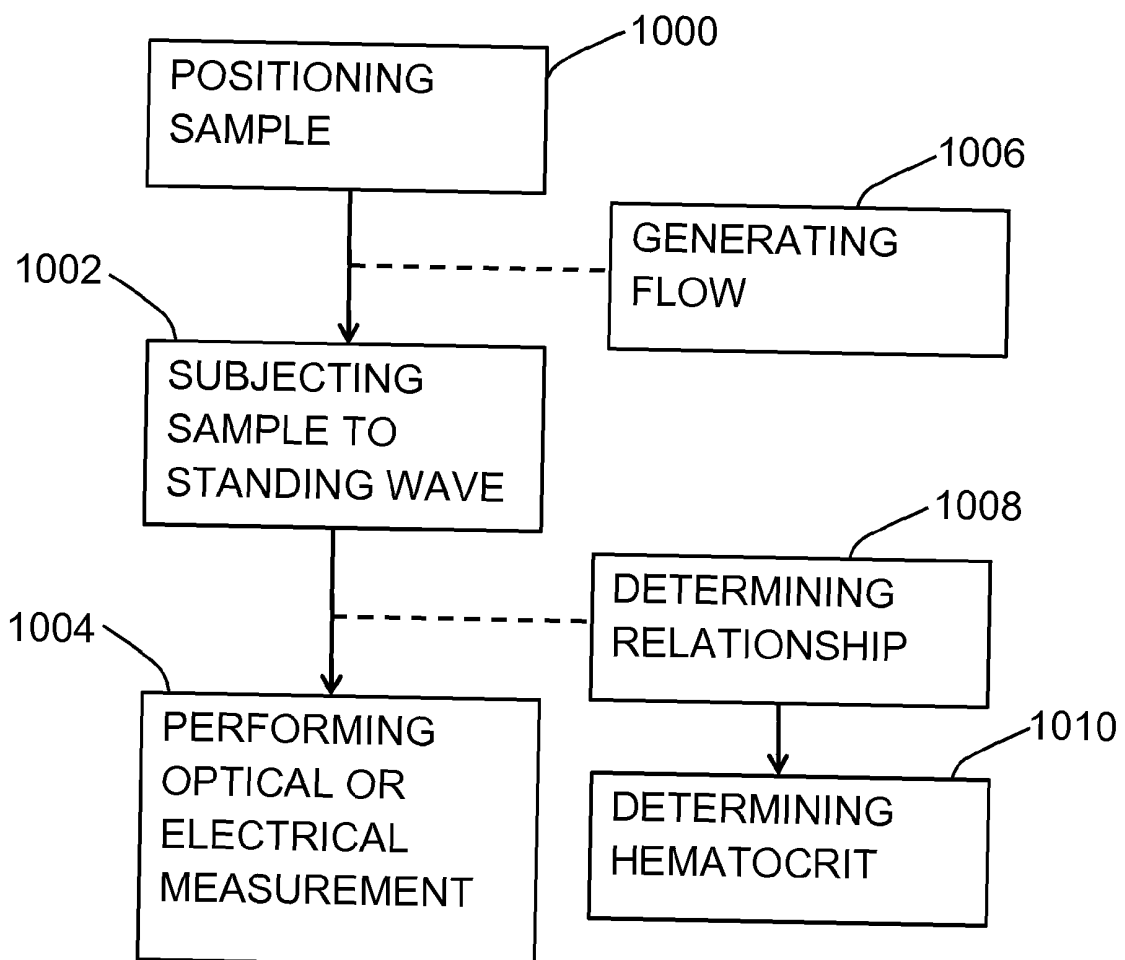 1000
POSITIONING
SAMPLE
1006
GENERATING
FLOW
1002
SUBJECTING
SAMPLE TO
STANDING WAVE
1008
DETERMINING
RELATIONSHIP
1004
PERFORMING
OPTICAL OR
ELECTRICAL
MEASUREMENT
1010
DETERMINING
HEMATOCRIT